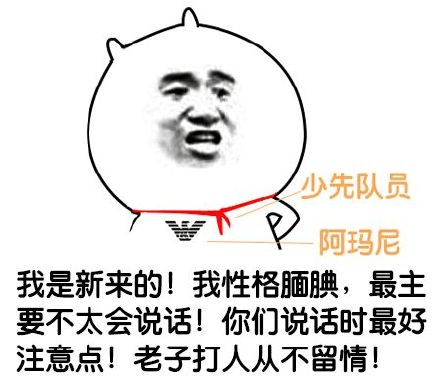 少先队员
阿玛尼
我是新来的！我性格腼腆，最主
要不太会说话！你们说话时最好
注意点！老子打人从不留情！